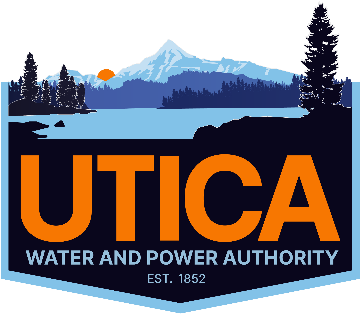 UTICA
WATER AND POWER AUTHORITY
EST. 1852